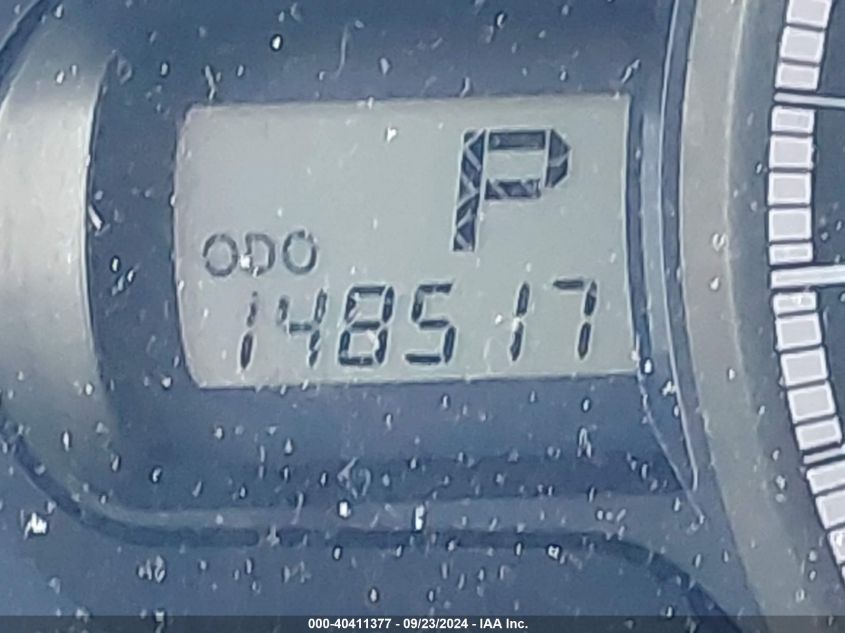 P
ODO
148517
000-40411377 - 09/23/2024 - IAA Inc.